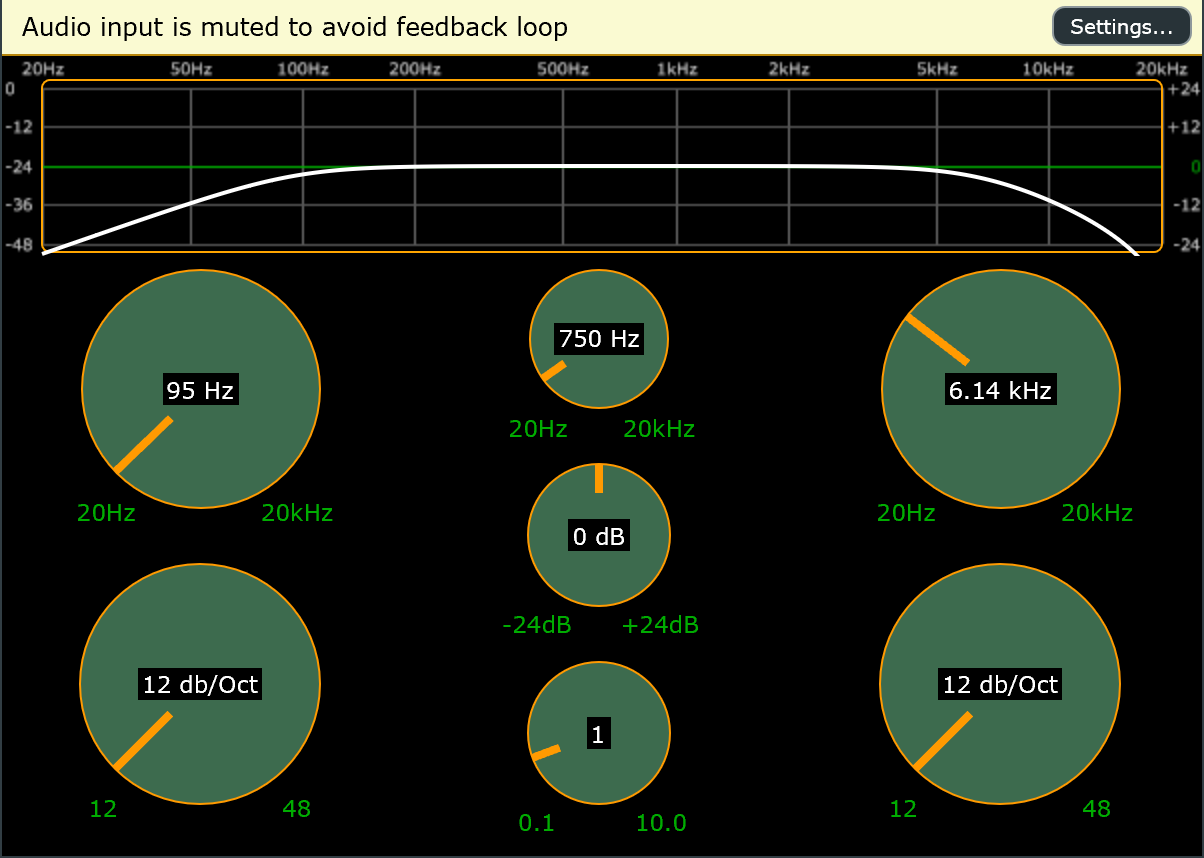 Audio input is muted to avoid feedback loop Settings...
20Hz 50Hz 100Hz 200Hz 500Hz 1kHz 2kHz 5kHz 10kHz 20kHz
0 +24
-12 +12
-24 0
-36 -12
-48 -24
750 Hz
95 Hz 6.14 kHz
20Hz 20kHz
20Hz 20kHz 20Hz 20kHz
0 dB
-24dB +24dB
12 db/Oct 12 db/Oct
1
12 48 12 48
0.1 10.0